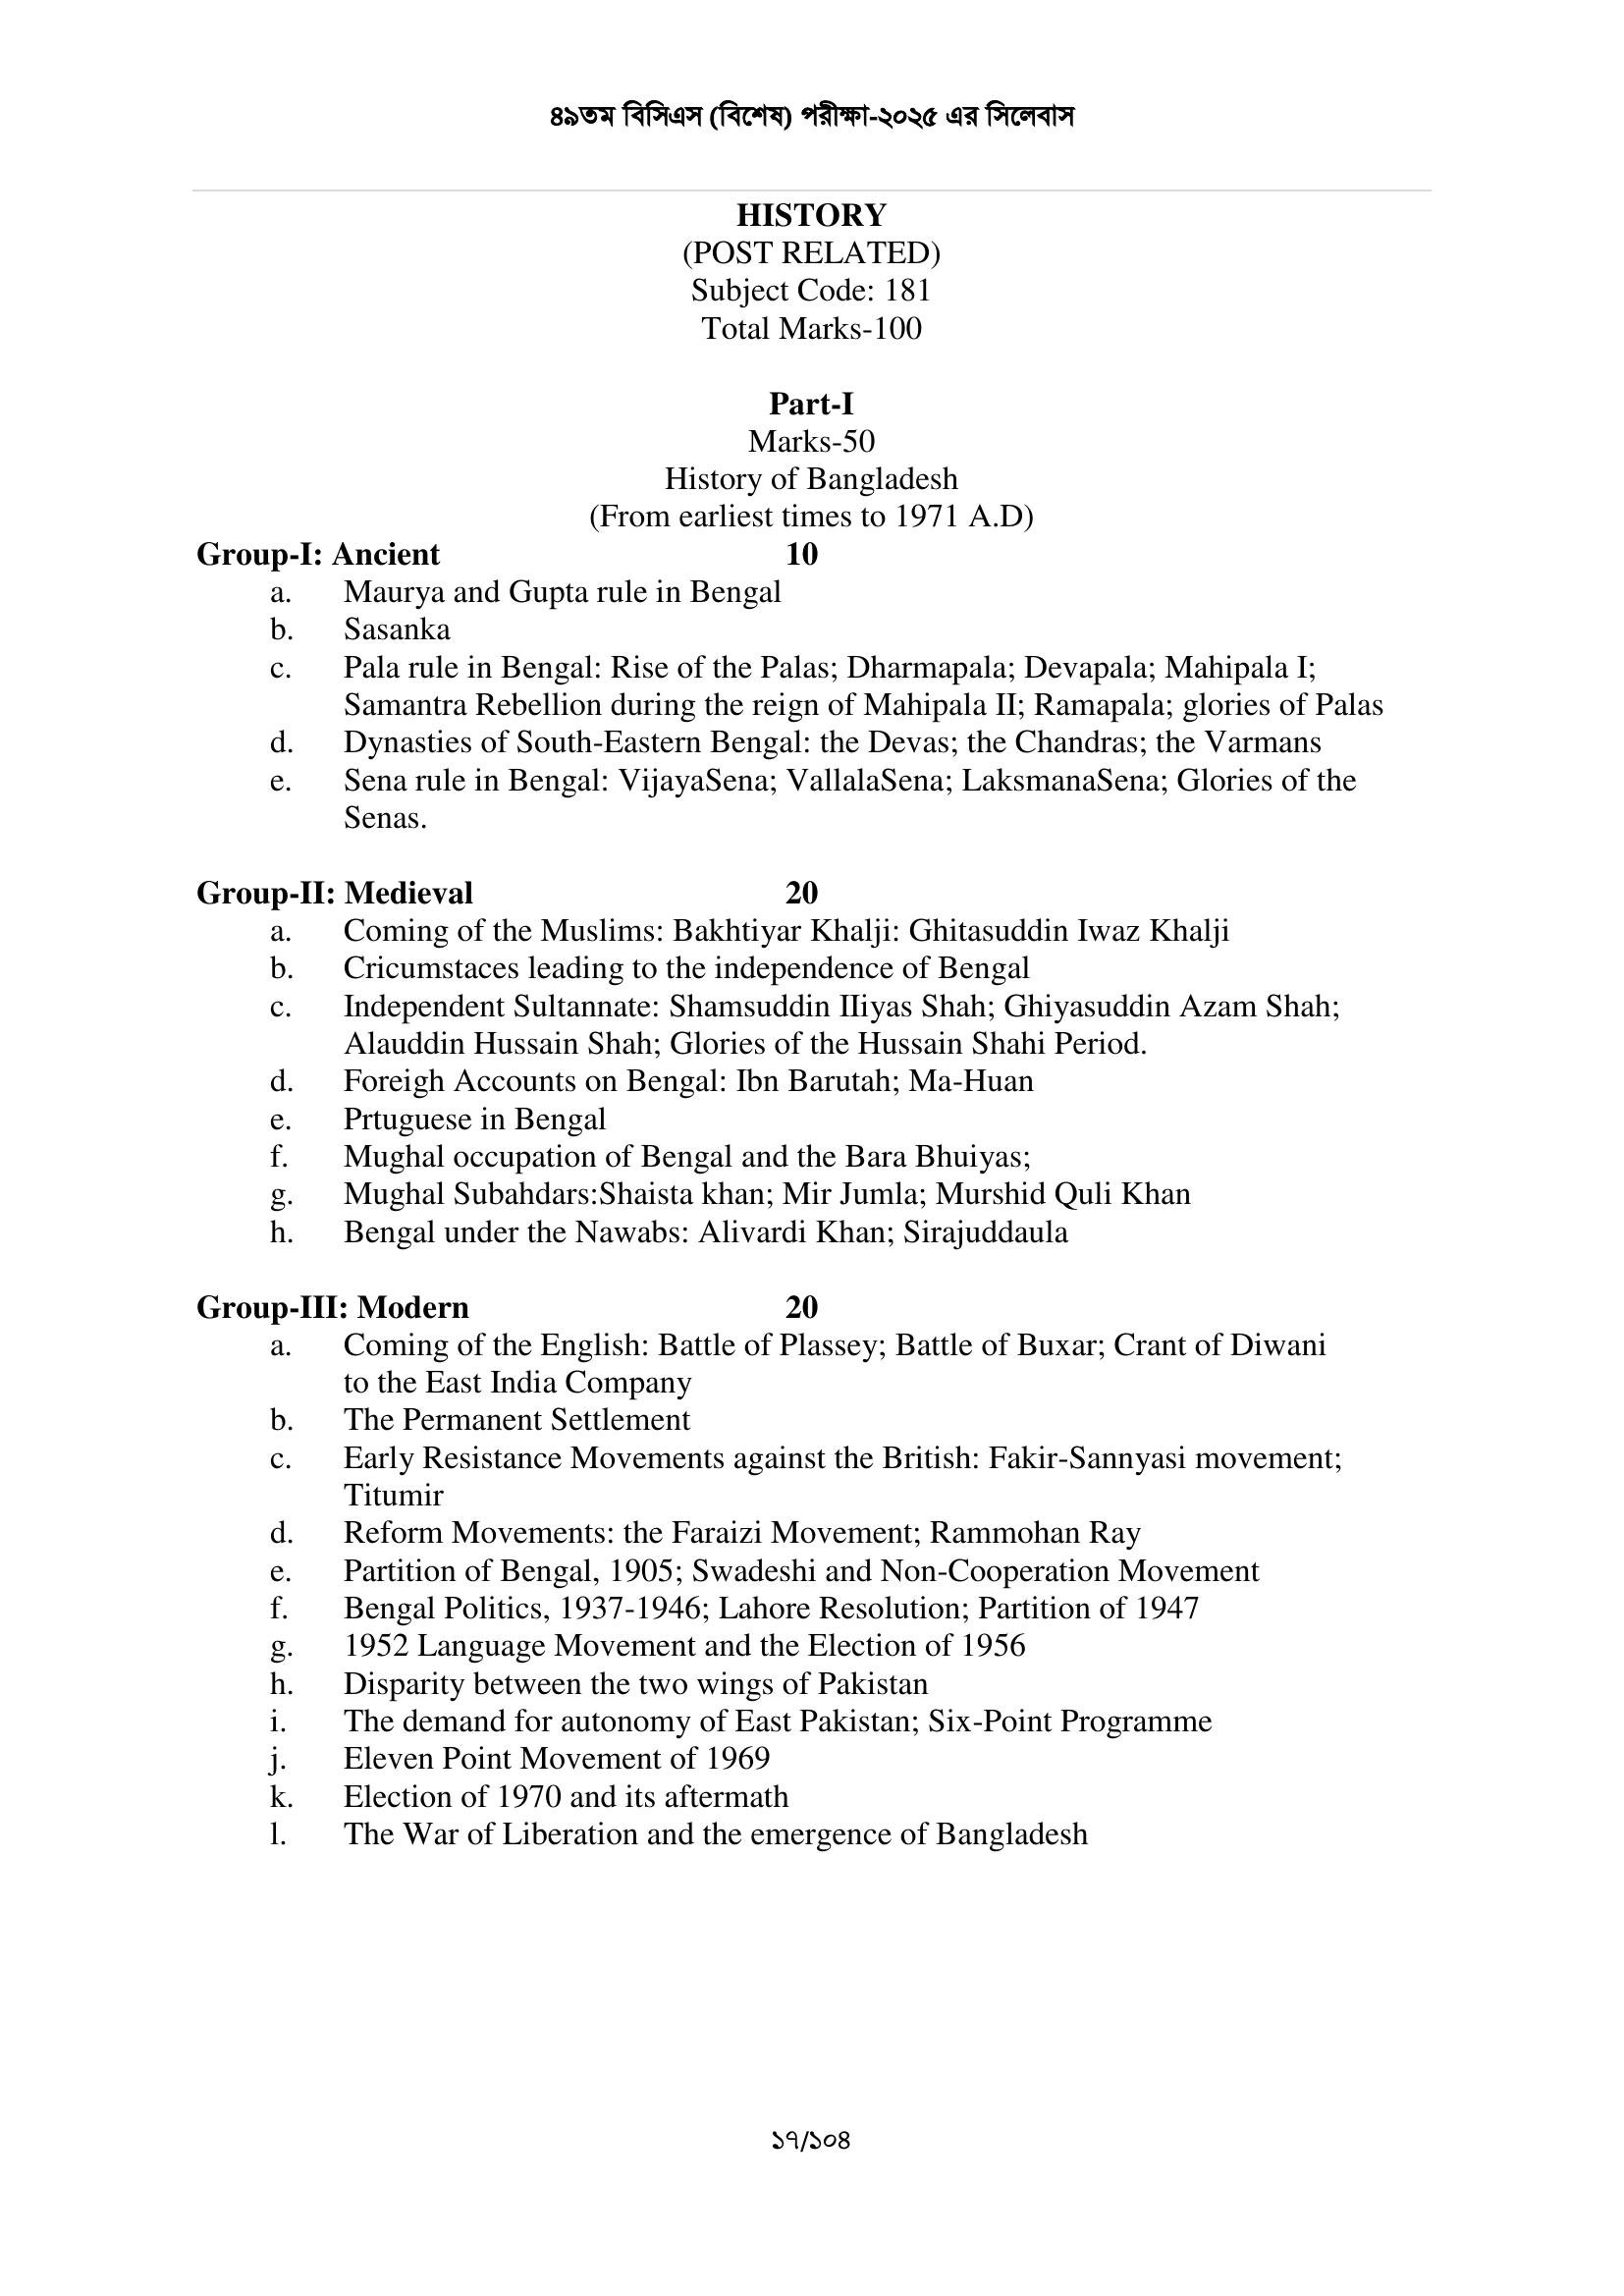 ৪৯তম বিসিএস (বিশেষ) পরীক্ষা-২০২৫ এর সিলেবাস
HISTORY
(POST RELATED)
Subject Code: 181
Total Marks-100
Part-I
Marks-50
History of Bangladesh
(From earliest times to 1971 A.D)
Group-I: Ancient 10
a. Maurya and Gupta rule in Bengal
b. Sasanka
c. Pala rule in Bengal: Rise of the Palas; Dharmapala; Devapala; Mahipala I;
Samantra Rebellion during the reign of Mahipala II; Ramapala; glories of Palas
d. Dynasties of South-Eastern Bengal: the Devas; the Chandras; the Varmans
e. Sena rule in Bengal: VijayaSena; VallalaSena; LaksmanaSena; Glories of the
Senas.
Group-II: Medieval 20
a. Coming of the Muslims: Bakhtiyar Khalji: Ghitasuddin Iwaz Khalji
b. Cricumstaces leading to the independence of Bengal
c. Independent Sultannate: Shamsuddin IIiyas Shah; Ghiyasuddin Azam Shah;
Alauddin Hussain Shah; Glories of the Hussain Shahi Period.
d. Foreigh Accounts on Bengal: Ibn Barutah; Ma-Huan
e. Prtuguese in Bengal
f. Mughal occupation of Bengal and the Bara Bhuiyas;
g. Mughal Subahdars:Shaista khan; Mir Jumla; Murshid Quli Khan
h. Bengal under the Nawabs: Alivardi Khan; Sirajuddaula
Group-III: Modern 20
a. Coming of the English: Battle of Plassey; Battle of Buxar; Crant of Diwani
to the East India Company
b. The Permanent Settlement
c. Early Resistance Movements against the British: Fakir-Sannyasi movement;
Titumir
d. Reform Movements: the Faraizi Movement; Rammohan Ray
e. Partition of Bengal, 1905; Swadeshi and Non-Cooperation Movement
f. Bengal Politics, 1937-1946; Lahore Resolution; Partition of 1947
g. 1952 Language Movement and the Election of 1956
h. Disparity between the two wings of Pakistan
i. The demand for autonomy of East Pakistan; Six-Point Programme
j. Eleven Point Movement of 1969
k. Election of 1970 and its aftermath
l. The War of Liberation and the emergence of Bangladesh
১৭/১০৪